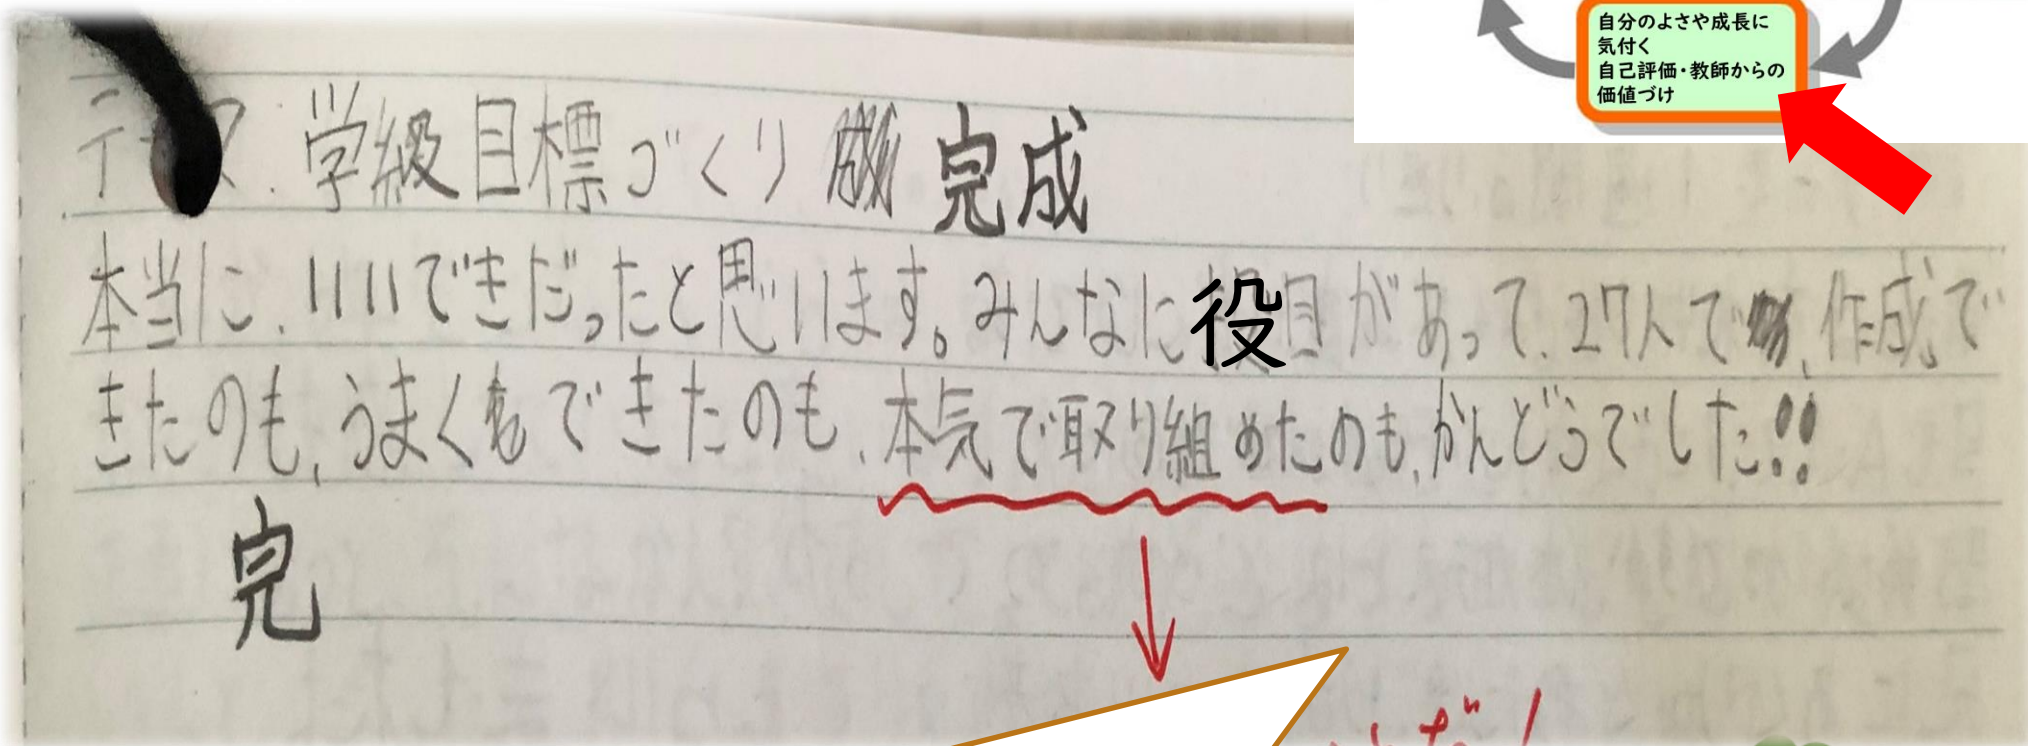 自分のよさや成長に
気付く
自己評価・教師からの
価値づけ
学級目標づくり 完成
本当に、いいできだったと思います。みんなに役目があって、27人で、作成で
きたのも、うまくもできたのも、本気で取り組めたのも、かんどうでした!!
完